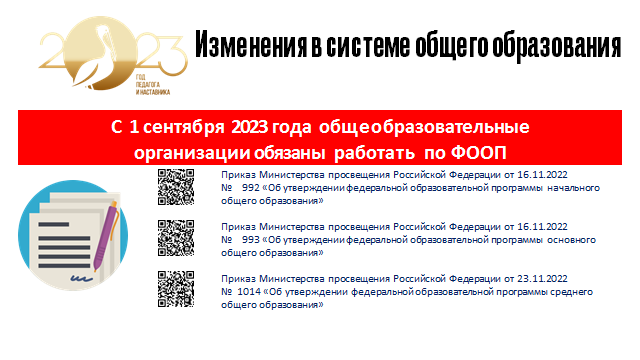 2023
ГОД
ПЕДАГОГА
И НАСТАВНИКА
Изменения в системе общего образования
С 1 сентября 2023 года общеобразовательные
организации обязаны работать по ФООП
Приказ Министерства просвещения Российской Федерации от 16.11.2022
№ 992 «Об утверждении федеральной образовательной программы начального
общего образования»
Приказ Министерства просвещения Российской Федерации от 16.11.2022
№ 993 «Об утверждении федеральной образовательной программы основного
общего образования»
Приказ Министерства просвещения Российской Федерации от 23.11.2022
№ 1014 «Об утверждении федеральной образовательной программы среднего
общего образования»